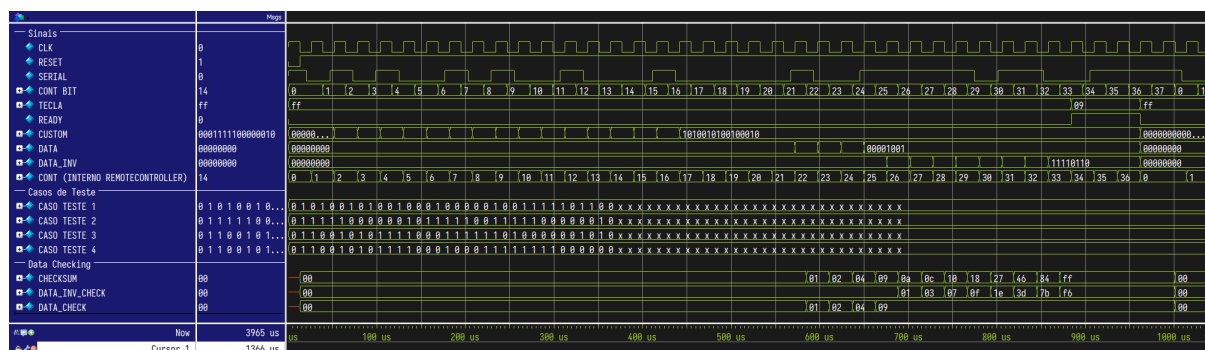 Msgs
Sinais
CLK 0
RESET 1
SERIAL 0
CONT BIT 14 0 1 2 3 4 5 6 7 8 9 10 11 12 13 14 15 16 17 18 19 20 21 22 23 24 25 26 27 28 29 30 31 32 33 34 35 36 37 0 1
TECLA ff ff 09 ff
READY 0
CUSTOM 0001111100000010 00000... 1010010100100010 0000000000...
DATA 00000000 00000000 00001001 00000000
DATA_INV 00000000 00000000 11110110 00000000
CONT (INTERNO REMOTECONTROLLER) 14 0 1 2 3 4 5 6 7 8 9 10 11 12 13 14 15 16 17 18 19 20 21 22 23 24 25 26 27 28 29 30 31 32 33 34 35 36 0 1
Casos de Teste
CASO TESTE 1 0 1 0 1 0 0 1 0...
CASO TESTE 2 0 1 1 1 1 1 0 0...
CASO TESTE 3 0 1 1 0 0 1 0 1...
CASO TESTE 4 0 1 1 0 0 1 0 1...
Data Checking
CHECKSUM 00 00 01 02 04 09 0a 0c 10 18 27 46 84 ff 00
DATA_INV_CHECK 00 00 01 03 07 0f 1e 3d 7b f6 00
DATA_CHECK 00 00 01 02 04 09 00
Now 3965 us us 100 us 200 us 300 us 400 us 500 us 600 us 700 us 800 us 900 us 1000 us
Cursor 1 1366 us